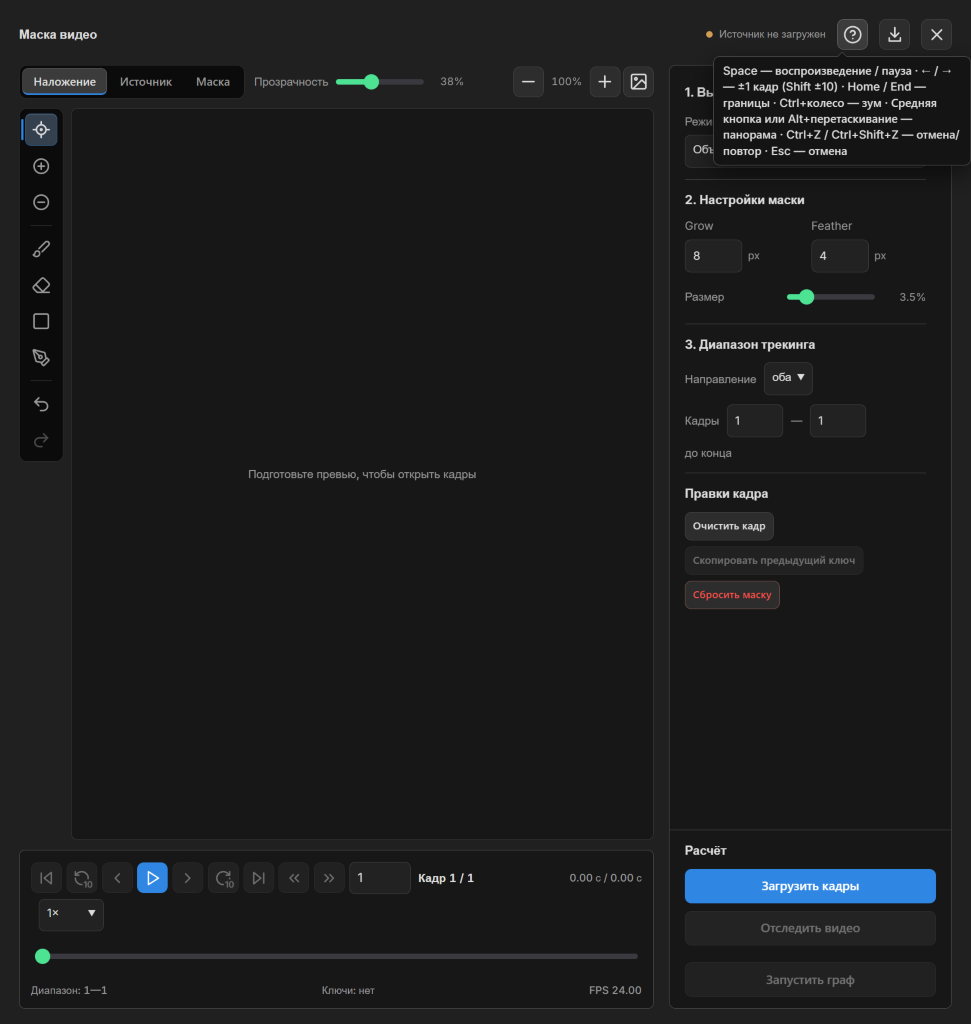 Маска видео
Источник не загружен
Space — воспроизведение / пауза · ← / →
— ±1 кадр (Shift ±10) · Home / End —
границы · Ctrl+колесо — зум · Средняя
кнопка или Alt+перетаскивание —
панорама · Ctrl+Z / Ctrl+Shift+Z — отмена/
повтор · Esc — отмена
Наложение
Источник
Маска
Прозрачность
38%
100%
Подготовьте превью, чтобы открыть кадры
2. Настройки маски
Grow
Feather
8 px
4 px
Размер
3.5%
3. Диапазон трекинга
Направление
оба ▼
Кадры
1 — 1
до конца
Правки кадра
Очистить кадр
Скопировать предыдущий ключ
Сбросить маску
10
10
1
Кадр 1 / 1
0.00 с / 0.00 с
1× ▼
Диапазон: 1—1
Ключи: нет
FPS 24.00
Расчёт
Загрузить кадры
Отследить видео
Запустить граф